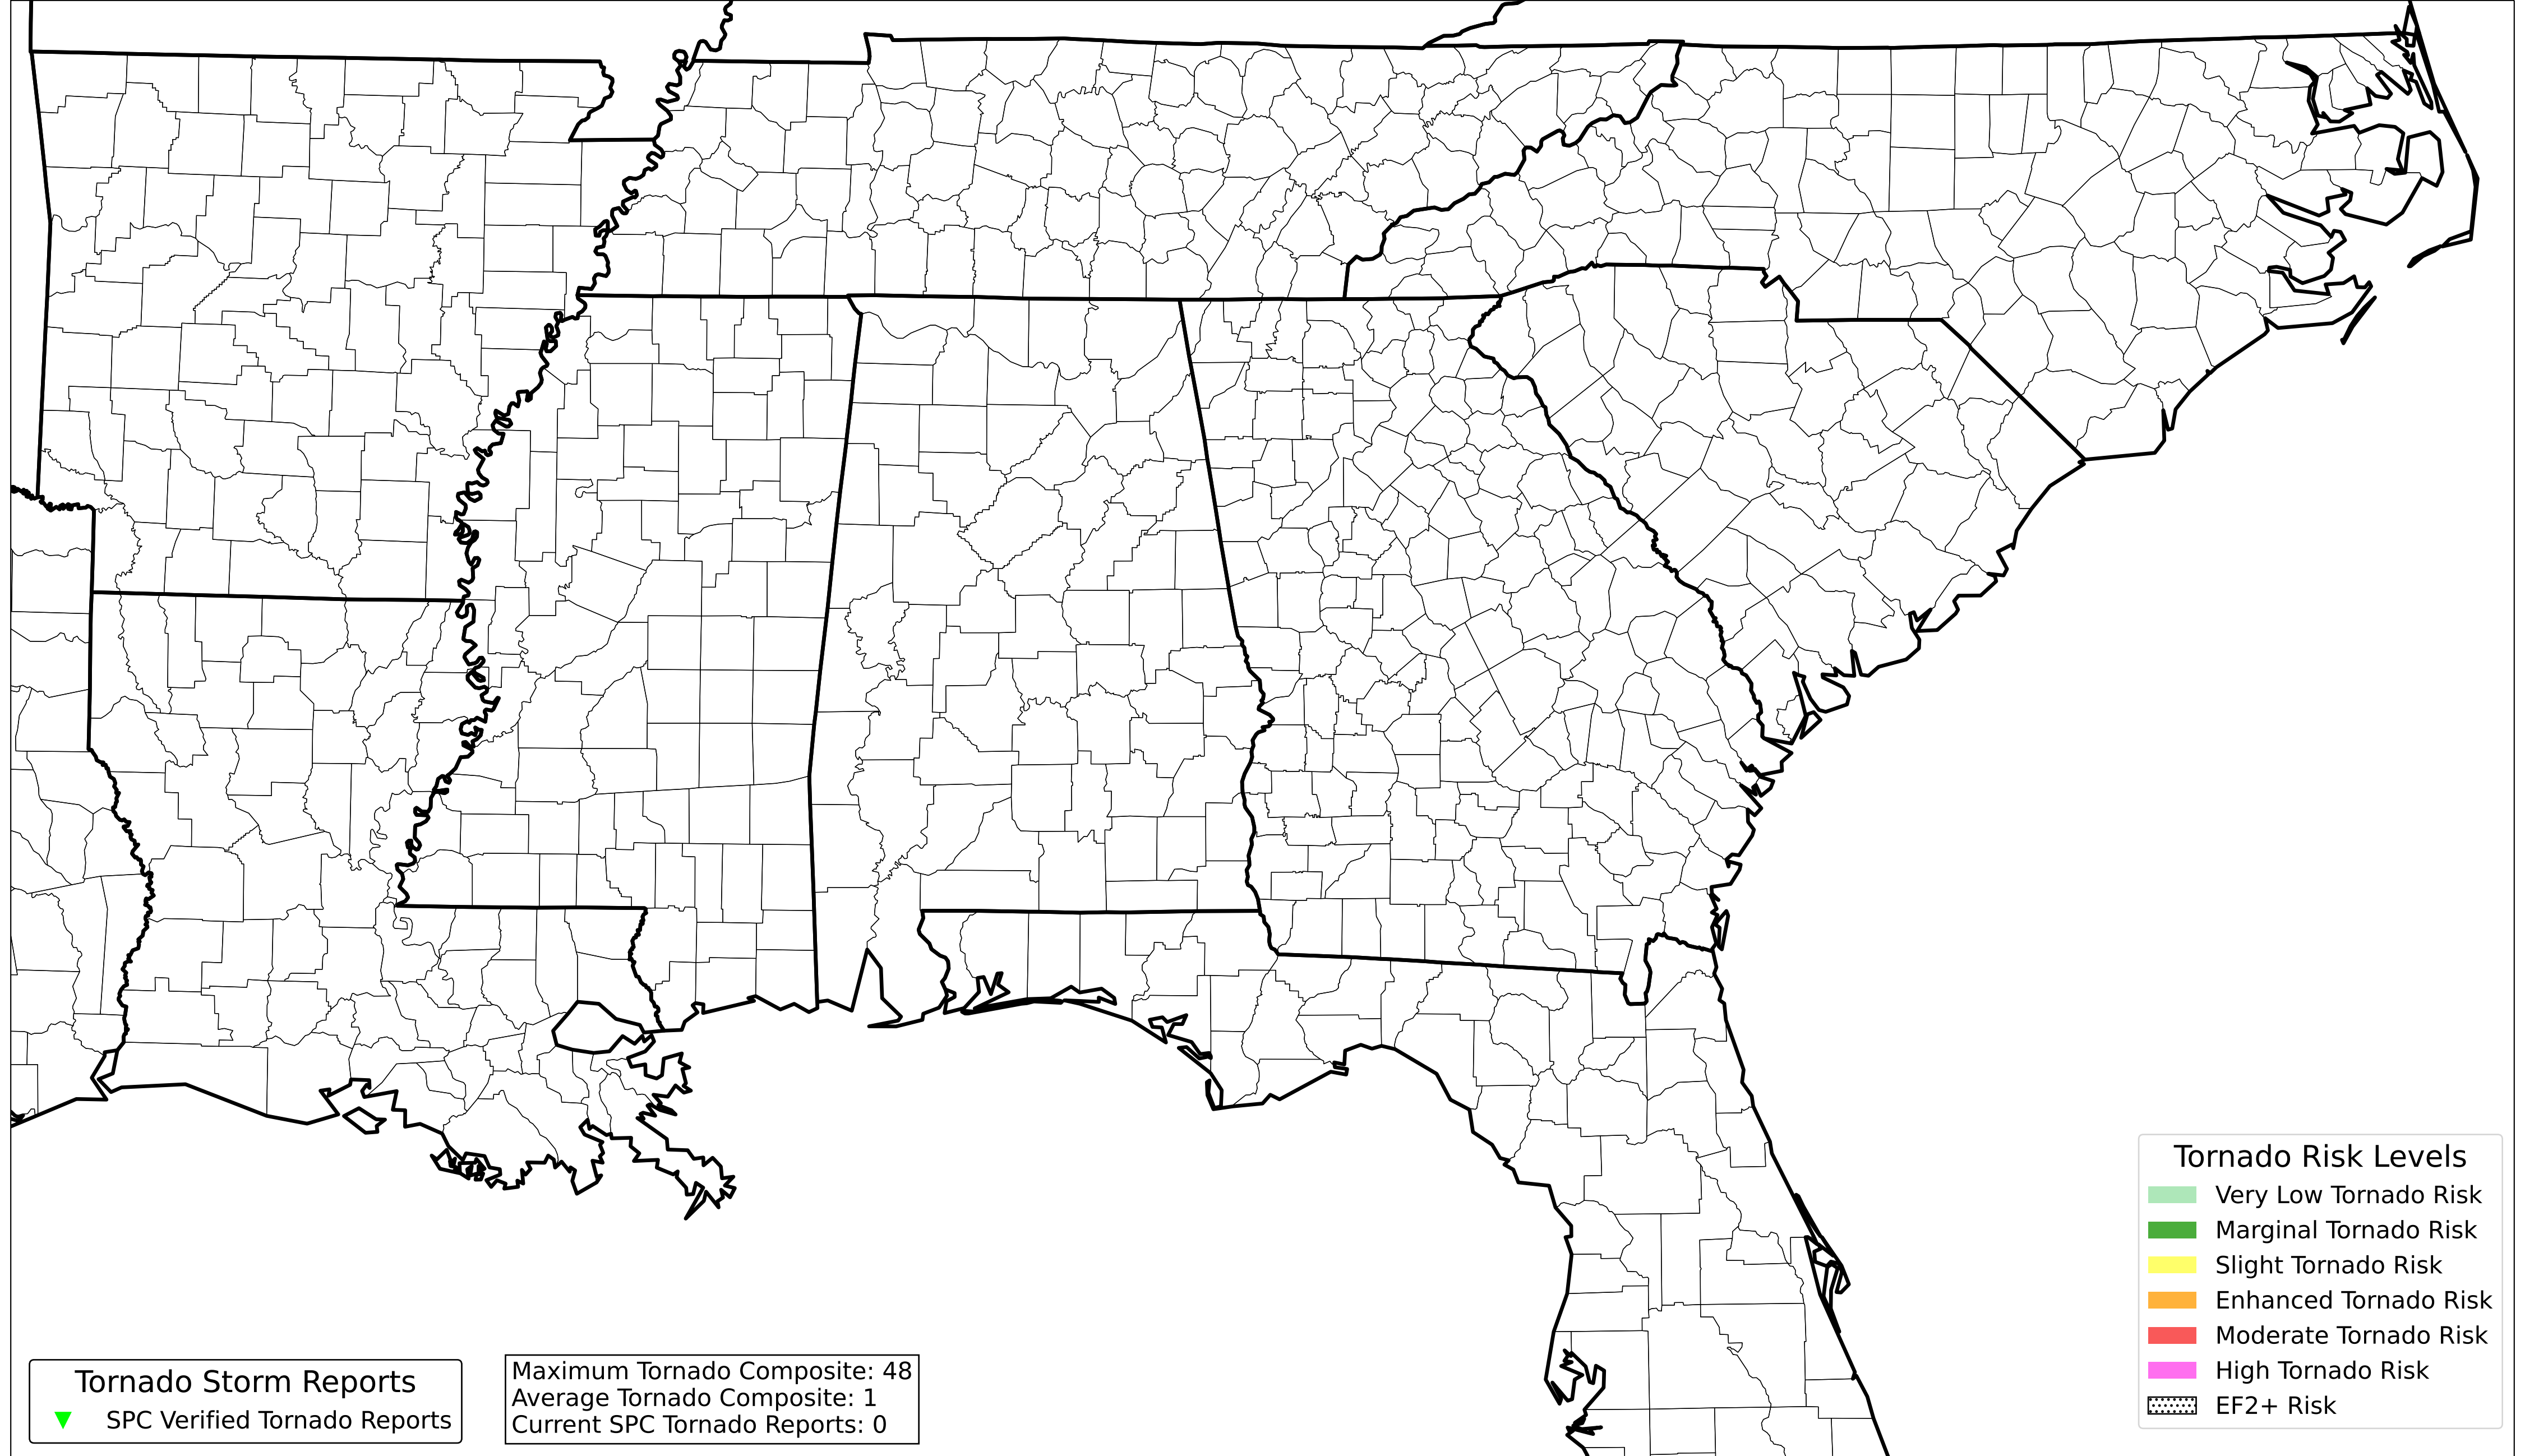 Tornado Risk Levels
Very Low Tornado Risk
Marginal Tornado Risk
Slight Tornado Risk
Enhanced Tornado Risk
Moderate Tornado Risk
High Tornado Risk
EF2+ Risk
Tornado Storm Reports
SPC Verified Tornado Reports
Maximum Tornado Composite: 48
Average Tornado Composite: 1
Current SPC Tornado Reports: 0